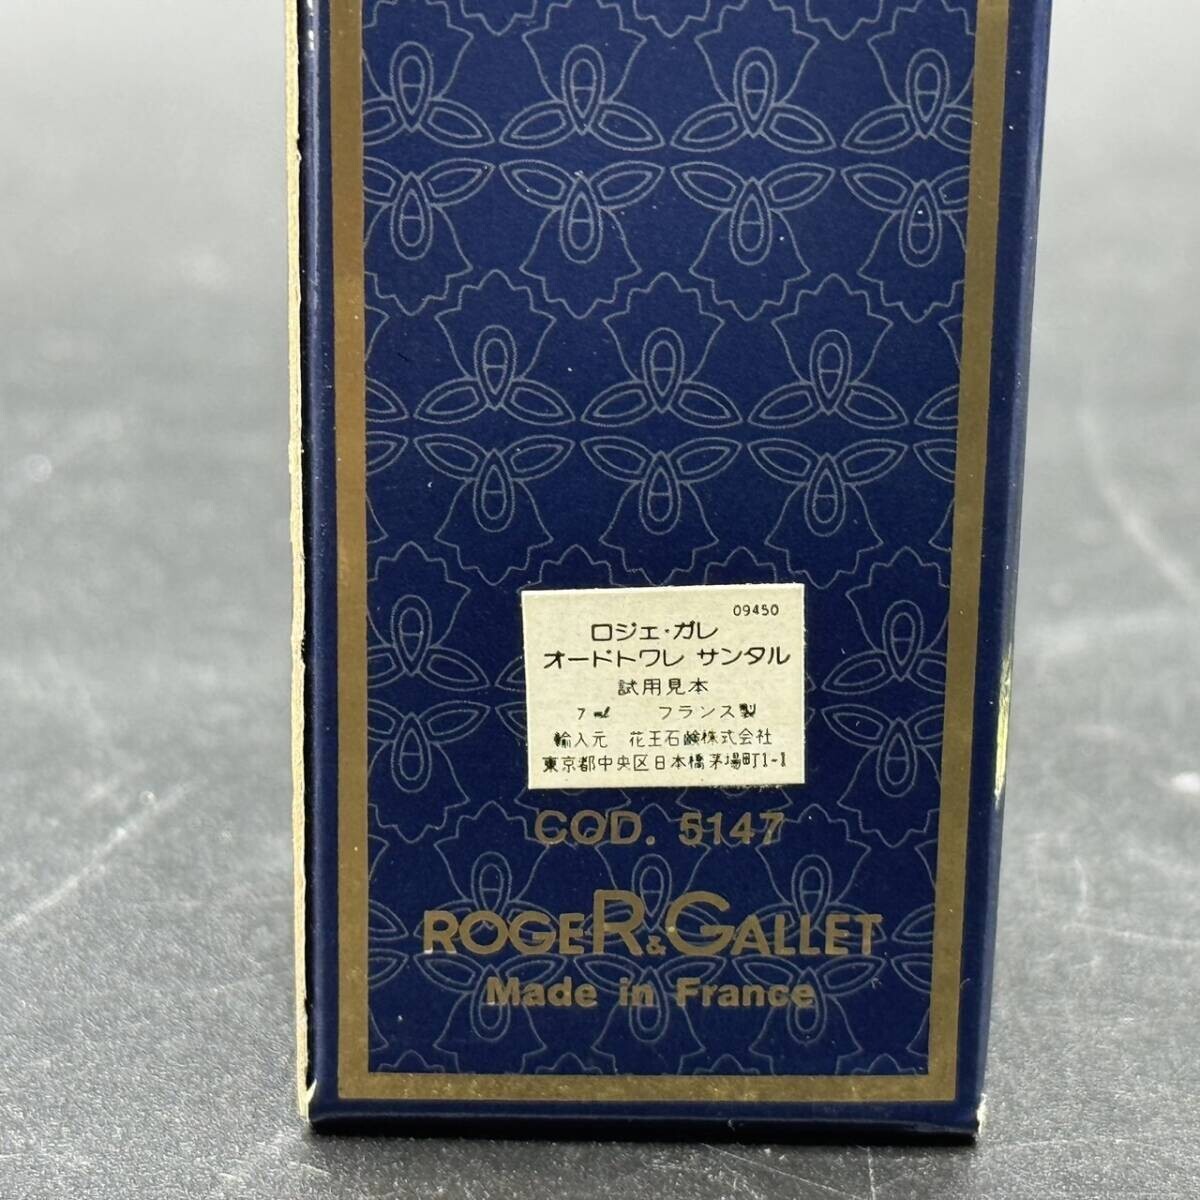 09450
ロジェ・ガレ
オードトワレ サンタル
試用見本
7ml フランス製
輸入元 花王石鹸株式会社
東京都中央区日本橋茅場町1-1
COD. 5147
ROGER&GALLET
Made in France